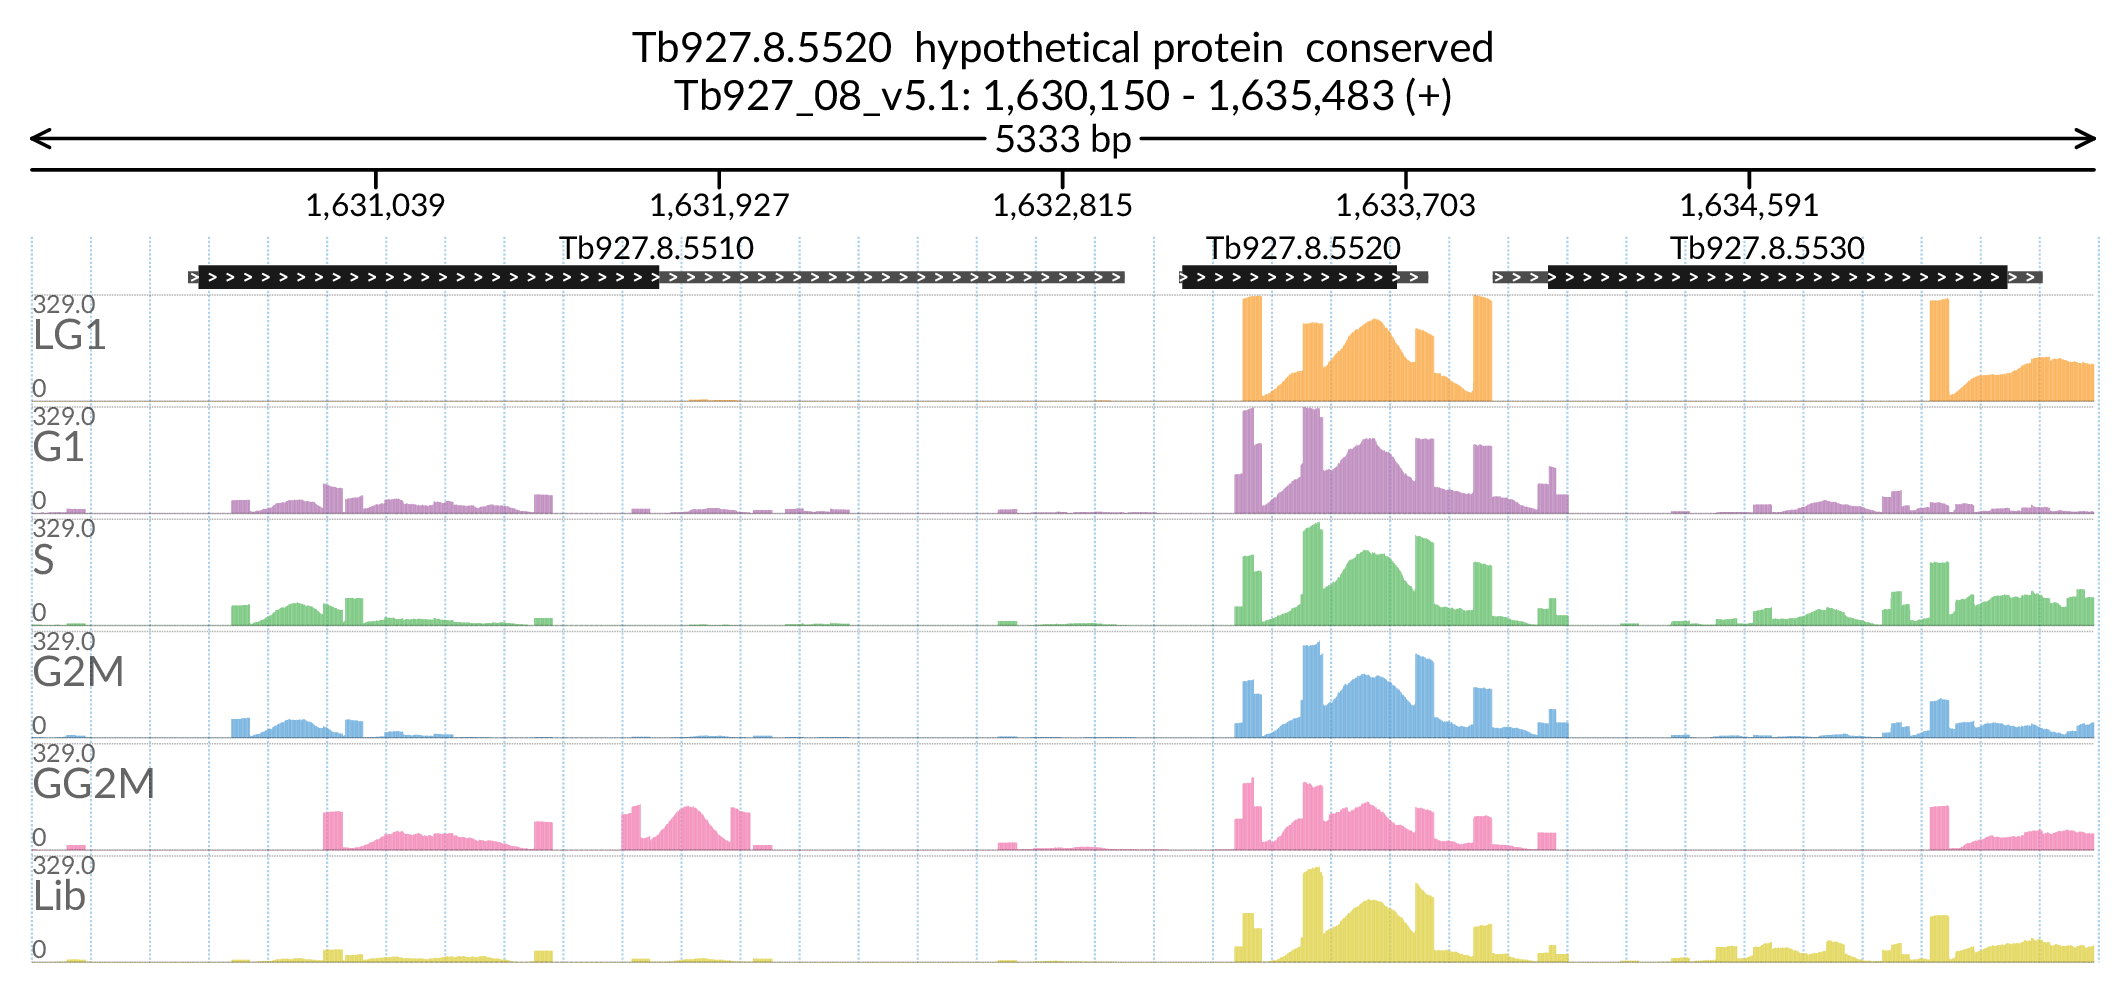 Tb927.8.5520 hypothetical protein conserved
Tb927_08_v5.1: 1,630,150 - 1,635,483 (+)
5333 bp
1,631,039 1,631,927 1,632,815 1,633,703 1,634,591
Tb927.8.5510 Tb927.8.5520 Tb927.8.5530
329.0
LG1
0
329.0
G1
0
329.0
S
0
329.0
G2M
0
329.0
GG2M
0
329.0
Lib
0